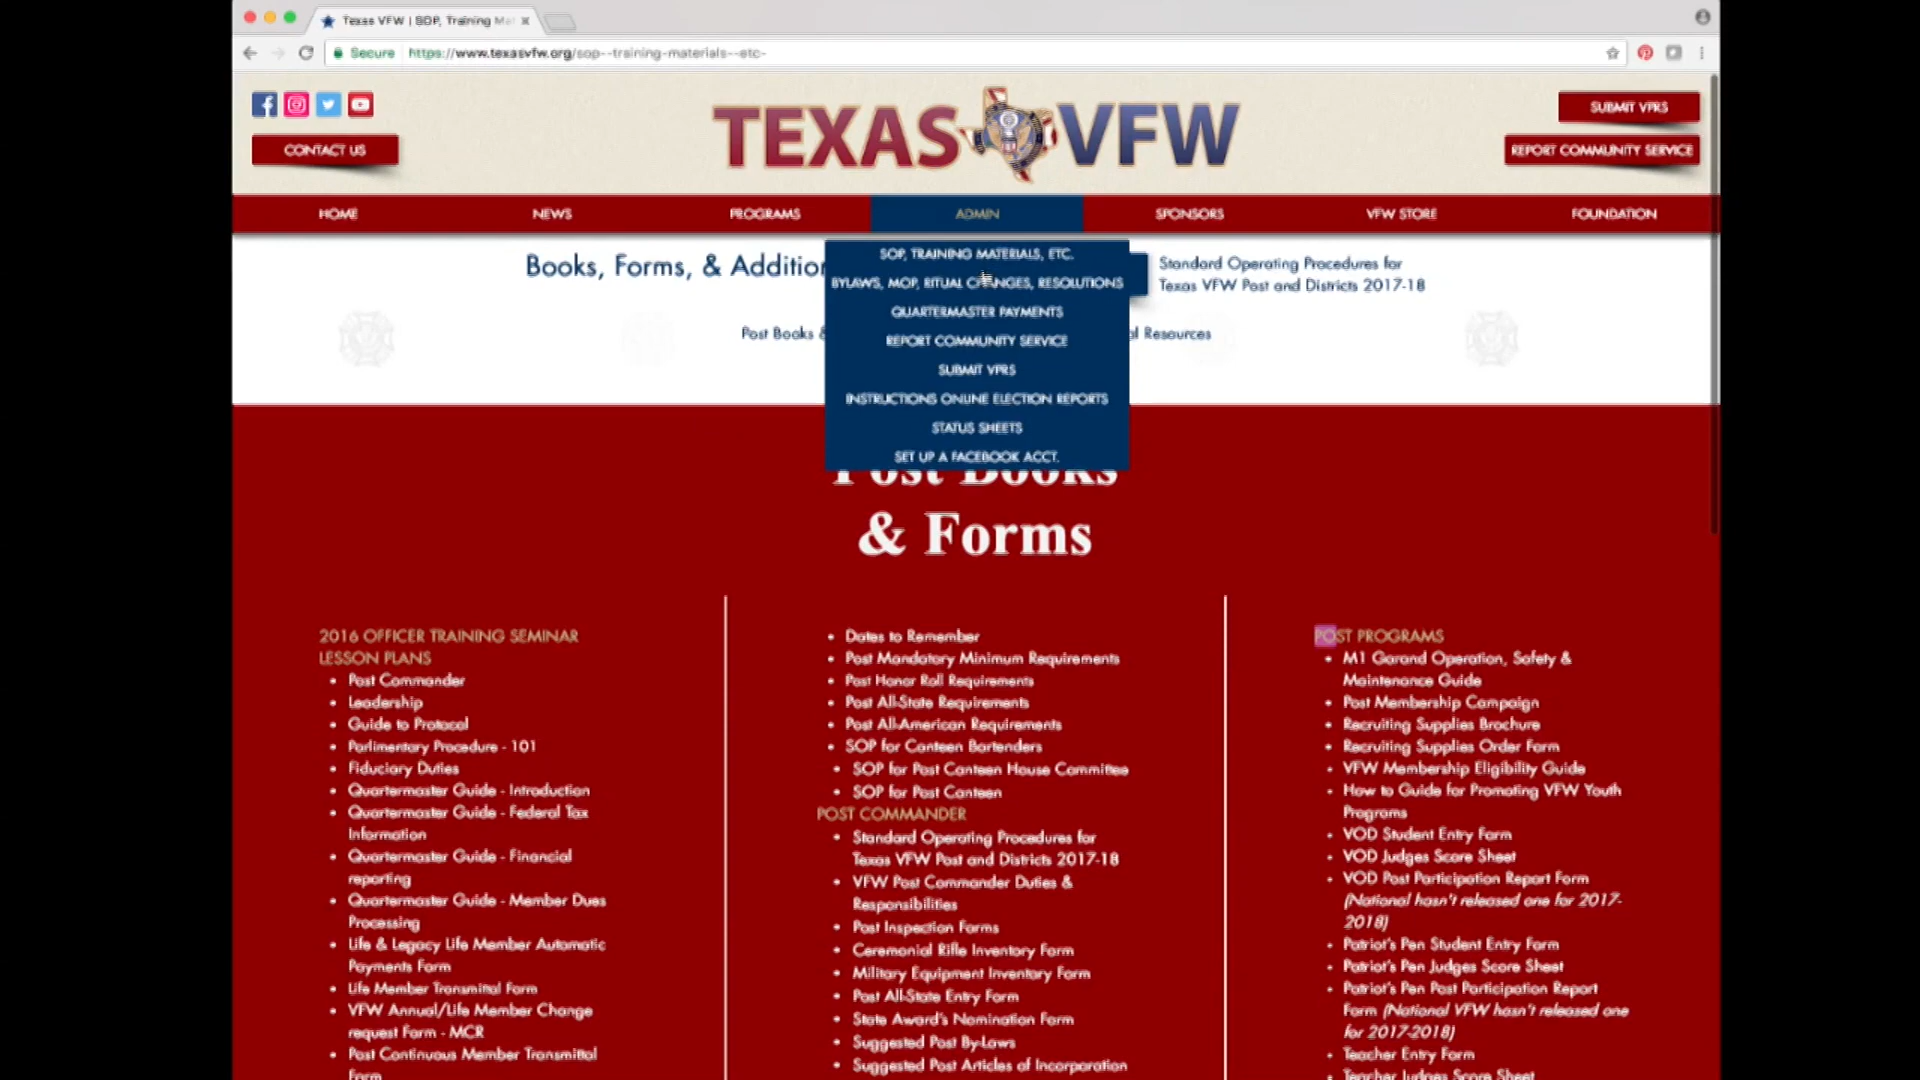 Texas VFW | SOP, Training Mat
Secure https://www.texasvfw.org/sop--training-materials--etc-
CONTACT US
TEXAS VFW
SUBMIT VPRS
REPORT COMMUNITY SERVICE
HOME NEWS PROGRAMS ADMIN SPONSORS VFW STORE FOUNDATION
Books, Forms, &
SOP, TRAINING MATERIALS, ETC.
BYLAWS, MOP, RITUAL CHANGES, RESOLUTIONS
QUARTERMASTER PAYMENTS
REPORT COMMUNITY SERVICE
SUBMIT VPRS
INSTRUCTIONS ONLINE ELECTION REPORTS
STATUS SHEETS
SET UP A FACEBOOK ACCT.
Standard Operating Procedures for
Texas VFW Post and Districts 2017-18
Post Books
Resources
Post Books
& Forms
2016 OFFICER TRAINING SEMINAR
LESSON PLANS
• Post Commander
• Leadership
• Guide to Protocol
• Parlimentary Procedure - 101
• Fiduciary Duties
• Quartermaster Guide - Introduction
• Quartermaster Guide - Federal Tax
Information
• Quartermaster Guide - Financial
reporting
• Quartermaster Guide - Member Dues
Processing
• Life & Legacy Life Member Automatic
Payments Form
• Life Member Transmittal Form
• VFW Annual/Life Member Change
request Form - MCR
• Post Continuous Member Transmittal
Form
• Dates to Remember
• Post Mandatory Minimum Requirements
• Post Honor Roll Requirements
• Post All-State Requirements
• Post All-American Requirements
• SOP for Canteen Bartenders
• SOP for Post Canteen House Committee
• SOP for Post Canteen
POST COMMANDER
• Standard Operating Procedures for
Texas VFW Post and Districts 2017-18
• VFW Post Commander Duties &
Responsibilities
• Post Inspection Forms
• Ceremonial Rifle Inventory Form
• Military Equipment Inventory Form
• Post All-State Entry Form
• State Award's Nomination Form
• Suggested Post By-Laws
• Suggested Post Articles of Incorporation
POST PROGRAMS
• M1 Garand Operation, Safety &
Maintenance Guide
• Post Membership Campaign
• Recruiting Supplies Brochure
• Recruiting Supplies Order Form
• VFW Membership Eligibility Guide
• How to Guide for Promoting VFW Youth
Programs
• VOD Student Entry Form
• VOD Judges Score Sheet
• VOD Post Participation Report Form
(National hasn't released one for 2017-
2018)
• Patriot's Pen Student Entry Form
• Patriot's Pen Judges Score Sheet
• Patriot's Pen Post Participation Report
Form (National VFW hasn't released one
for 2017-2018)
• Teacher Entry Form
• Teacher Judges Score Sheet